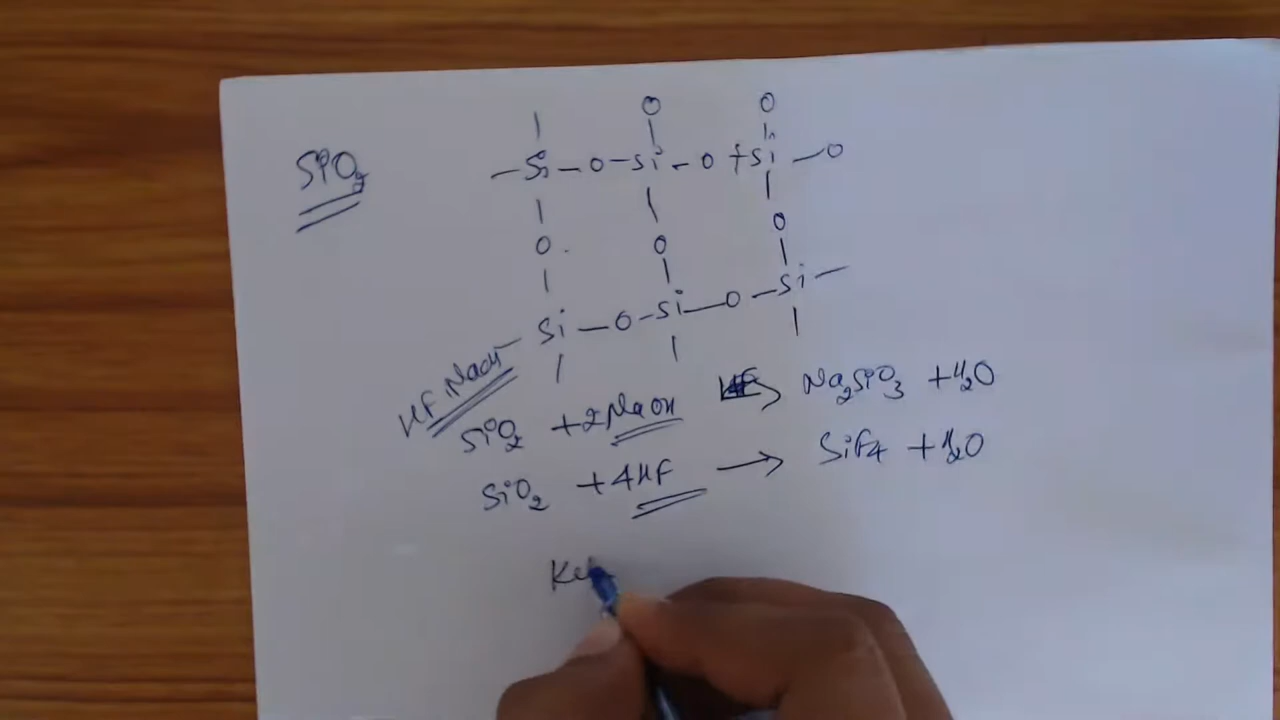 O O
SiO2 – Si – O – Si – O + Si – O
O O O
Si – O – Si – O – Si –
HF, NaOH
SiO2 + 2NaOH → Na2SiO3 + H2O
SiO2 + 4HF → SiF4 + H2O